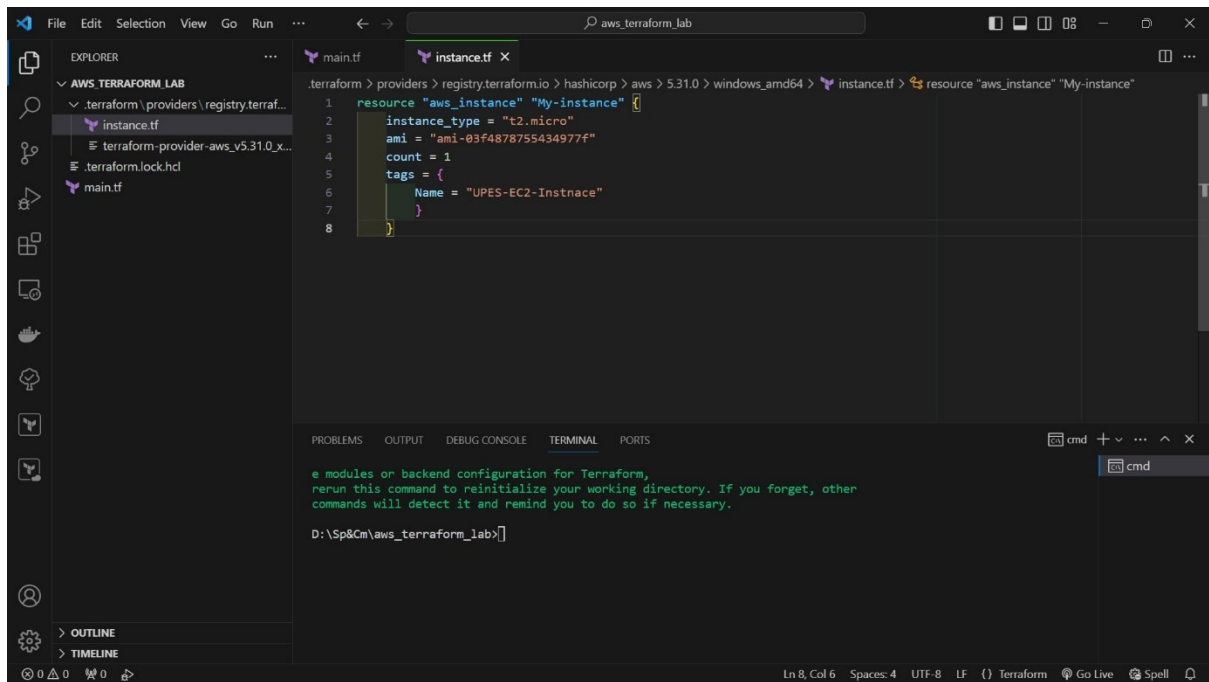 File Edit Selection View Go Run ··· aws_terraform_lab
EXPLORER ···
AWS_TERRAFORM_LAB
.terraform\providers\registry.terraf...
instance.tf
terraform-provider-aws_v5.31.0_x...
.terraform.lock.hcl
main.tf
OUTLINE
TIMELINE
main.tf instance.tf
.terraform > providers > registry.terraform.io > hashicorp > aws > 5.31.0 > windows_amd64 > instance.tf > resource "aws_instance" "My-instance"
1 resource "aws_instance" "My-instance" {
2 instance_type = "t2.micro"
3 ami = "ami-03f4878755434977f"
4 count = 1
5 tags = {
6 Name = "UPES-EC2-Instnace"
7 }
8 }
PROBLEMS OUTPUT DEBUG CONSOLE TERMINAL PORTS cmd
cmd
e modules or backend configuration for Terraform,
rerun this command to reinitialize your working directory. If you forget, other
commands will detect it and remind you to do so if necessary.
D:\Sp&Cm\aws_terraform_lab>
0 0 0 Ln 8, Col 6 Spaces: 4 UTF-8 LF {} Terraform Go Live Spell